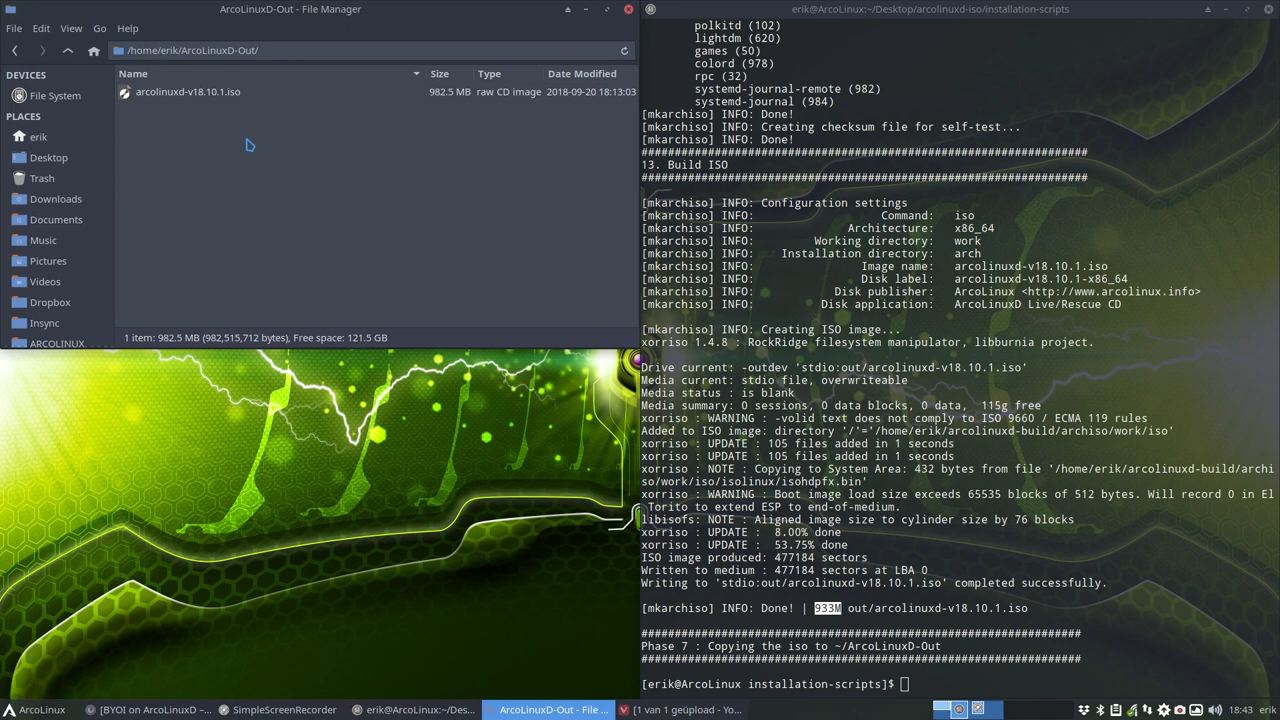 ArcoLinuxD-Out - File Manager
File Edit View Go Help
/home/erik/ArcoLinuxD-Out/
DEVICES
File System
PLACES
erik
Desktop
Trash
Downloads
Documents
Music
Pictures
Videos
Dropbox
Insync
ARCOLINUX
Name Size Type Date Modified
arcolinuxd-v18.10.1.iso 982.5 MB raw CD image 2018-09-20 18:13:03
1 item: 982.5 MB (982,515,712 bytes), Free space: 121.5 GB
erik@ArcoLinux:~/Desktop/arcolinuxd-iso/installation-scripts
polkitd (102)
lightdm (620)
games (50)
colord (978)
rpc (32)
systemd-journal-remote (982)
systemd-journal (984)
[mkarchiso] INFO: Done!
[mkarchiso] INFO: Creating checksum file for self-test...
[mkarchiso] INFO: Done!
###################################################################
13. Build ISO
###################################################################
[mkarchiso] INFO: Configuration settings
[mkarchiso] INFO: Command: iso
[mkarchiso] INFO: Architecture: x86_64
[mkarchiso] INFO: Working directory: work
[mkarchiso] INFO: Installation directory: arch
[mkarchiso] INFO: Image name: arcolinuxd-v18.10.1.iso
[mkarchiso] INFO: Disk label: arcolinuxd-v18.10.1-x86_64
[mkarchiso] INFO: Disk publisher: ArcoLinux <http://www.arcolinux.info>
[mkarchiso] INFO: Disk application: ArcoLinuxD Live/Rescue CD
[mkarchiso] INFO: Creating ISO image...
xorriso 1.4.8 : RockRidge filesystem manipulator, libburnia project.
Drive current: -outdev 'stdio:out/arcolinuxd-v18.10.1.iso'
Media current: stdio file, overwriteable
Media status : is blank
Media summary: 0 sessions, 0 data blocks, 0 data, 115g free
xorriso : WARNING : -volid text does not comply to ISO 9660 / ECMA 119 rules
Added to ISO image: directory '/'='/home/erik/arcolinuxd-build/archiso/work/iso'
xorriso : UPDATE : 105 files added in 1 seconds
xorriso : UPDATE : 105 files added in 1 seconds
xorriso : NOTE : Copying to System Area: 432 bytes from file '/home/erik/arcolinuxd-build/archi
so/work/iso/isolinux/isohdpfx.bin'
xorriso : WARNING : Boot image load size exceeds 65535 blocks of 512 bytes. Will record 0 in El
Torito to extend ESP to end-of-medium.
libisofs: NOTE : Aligned image size to cylinder size by 76 blocks
xorriso : UPDATE : 8.00% done
xorriso : UPDATE : 53.75% done
ISO image produced: 477184 sectors
Written to medium : 477184 sectors at LBA 0
Writing to 'stdio:out/arcolinuxd-v18.10.1.iso' completed successfully.
[mkarchiso] INFO: Done! | 933M out/arcolinuxd-v18.10.1.iso
##################################################################
Phase 7 : Copying the iso to ~/ArcoLinuxD-Out
##################################################################
[erik@ArcoLinux installation-scripts]$
ArcoLinux [BYOI on ArcoLinuxD –... SimpleScreenRecorder erik@ArcoLinux:~/Des... ArcoLinuxD-Out - File ... [1 van 1 geüpload - Yo... 18:43 erik